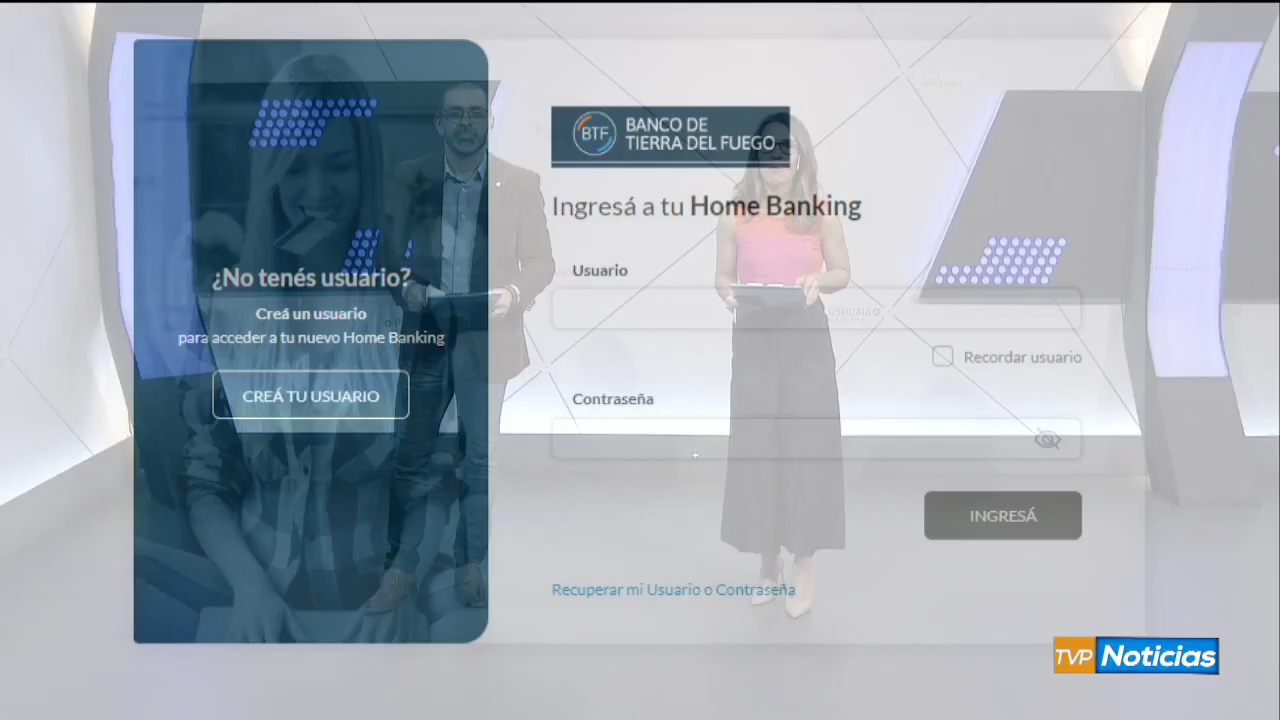 ¿No tenés usuario?
Creá un usuario
para acceder a tu nuevo Home Banking
CREÁ TU USUARIO
BTF
BANCO DE
TIERRA DEL FUEGO
Ingresá a tu Home Banking
Usuario
Recordar usuario
Contraseña
INGRESÁ
Recuperar mi Usuario o Contraseña
USHUAIA
TVP Noticias